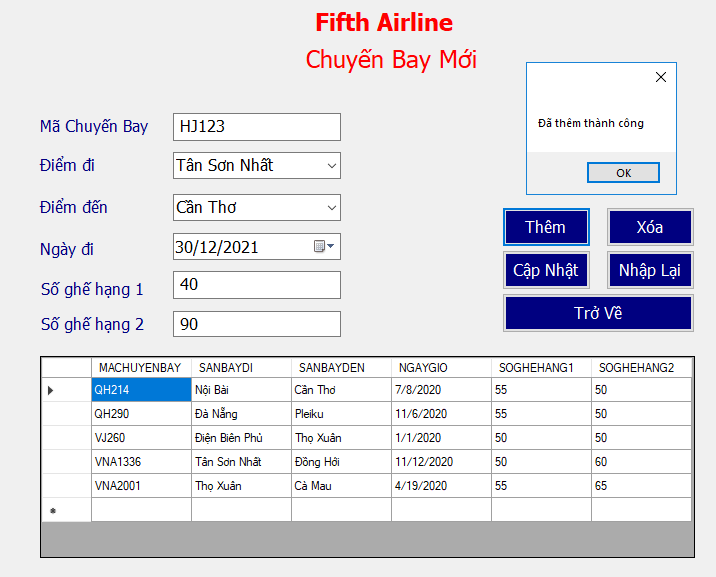 Fifth Airline
Chuyến Bay Mới
Đã thêm thành công
OK
Mã Chuyến Bay HJ123
Điểm đi Tân Sơn Nhất
Điểm đến Cần Thơ
Ngày đi 30/12/2021
Số ghế hạng 1 40
Số ghế hạng 2 90
Thêm Xóa
Cập Nhật Nhập Lại
Trở Về
MACHUYENBAY SANBAYDI SANBAYDEN NGAYGIO SOGHEHANG1 SOGHEHANG2
QH214 Nội Bài Cần Thơ 7/8/2020 55 50
QH290 Đà Nẵng Pleiku 11/6/2020 55 50
VJ260 Điện Biên Phủ Thọ Xuân 1/1/2020 50 50
VNA1336 Tân Sơn Nhất Đồng Hới 11/12/2020 50 60
VNA2001 Thọ Xuân Cà Mau 4/19/2020 55 65